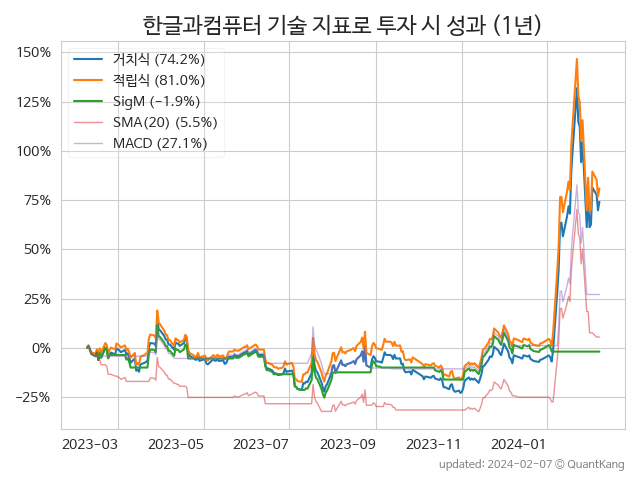 한글과컴퓨터 기술 지표로 투자 시 성과 (1년)
150%
125%
100%
75%
50%
25%
0%
−25%
거치식 (74.2%)
적립식 (81.0%)
SigM (−1.9%)
SMA(20) (5.5%)
MACD (27.1%)
2023-03 2023-05 2023-07 2023-09 2023-11 2024-01
updated: 2024-02-07 © QuantKang